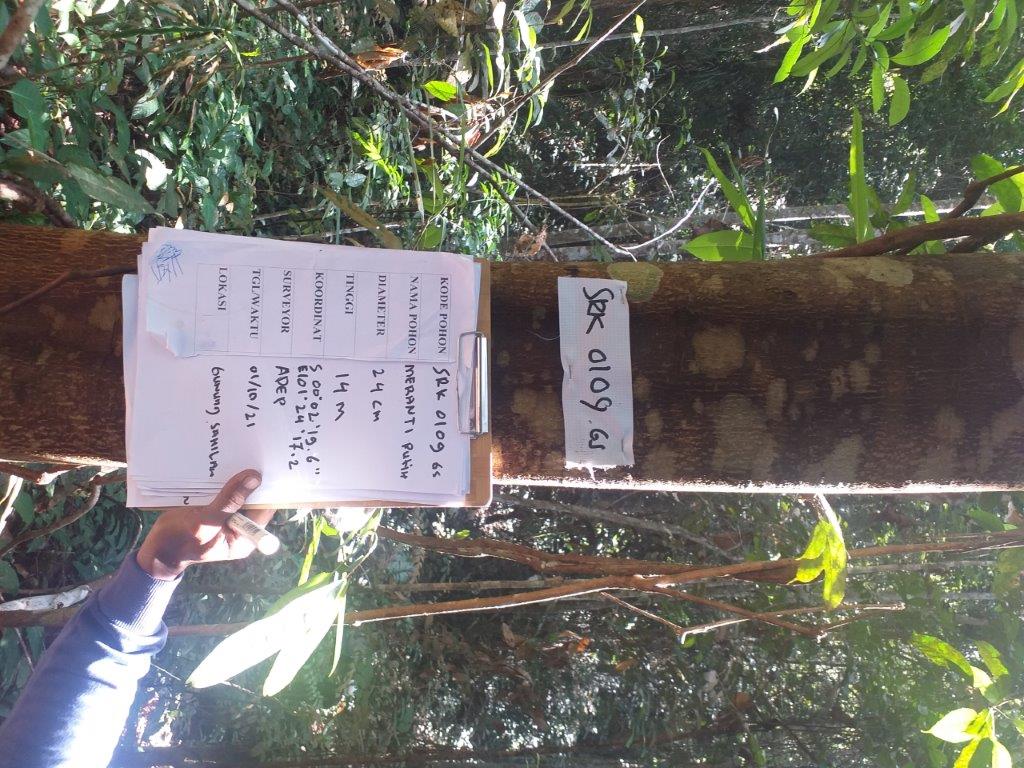 KODE POHON SRK 0109 GS
NAMA POHON MERANTI PUTIH
DIAMETER 24 cm
TINGGI 14 m
KOORDINAT S 00°02'19.6"
E101°24'17.2
SURVEYOR ADEP
TGL/WAKTU 01/10/21
LOKASI Gunung SAHILAN
SRK 0109 GS